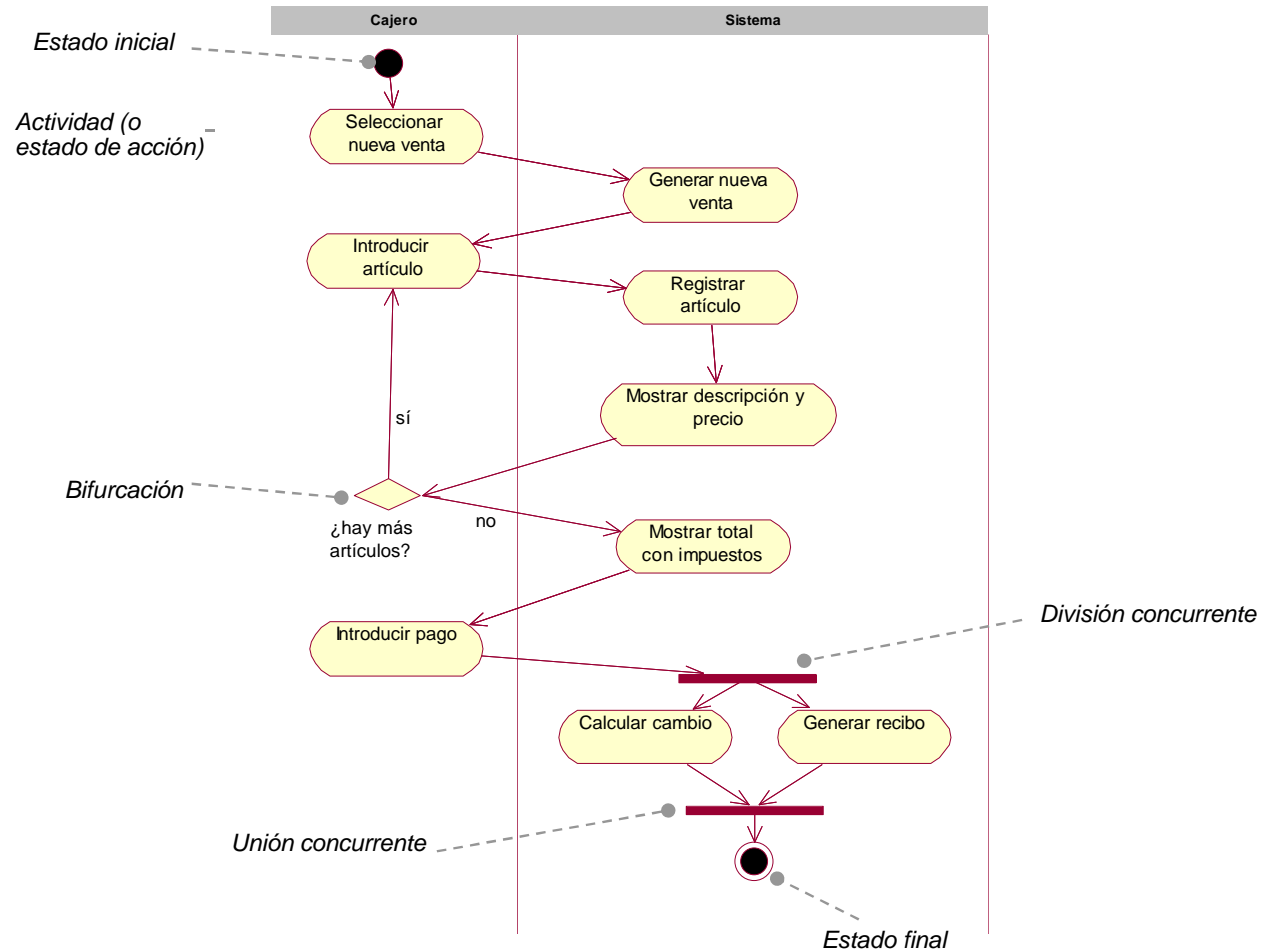 Cajero
Sistema
Estado inicial
Actividad (o
estado de acción)
Seleccionar
nueva venta
Generar nueva
venta
Introducir
artículo
Registrar
artículo
Mostrar descripción y
precio
sí
Bifurcación
¿hay más
artículos?
no
Mostrar total
con impuestos
División concurrente
Introducir pago
Calcular cambio
Generar recibo
Unión concurrente
Estado final